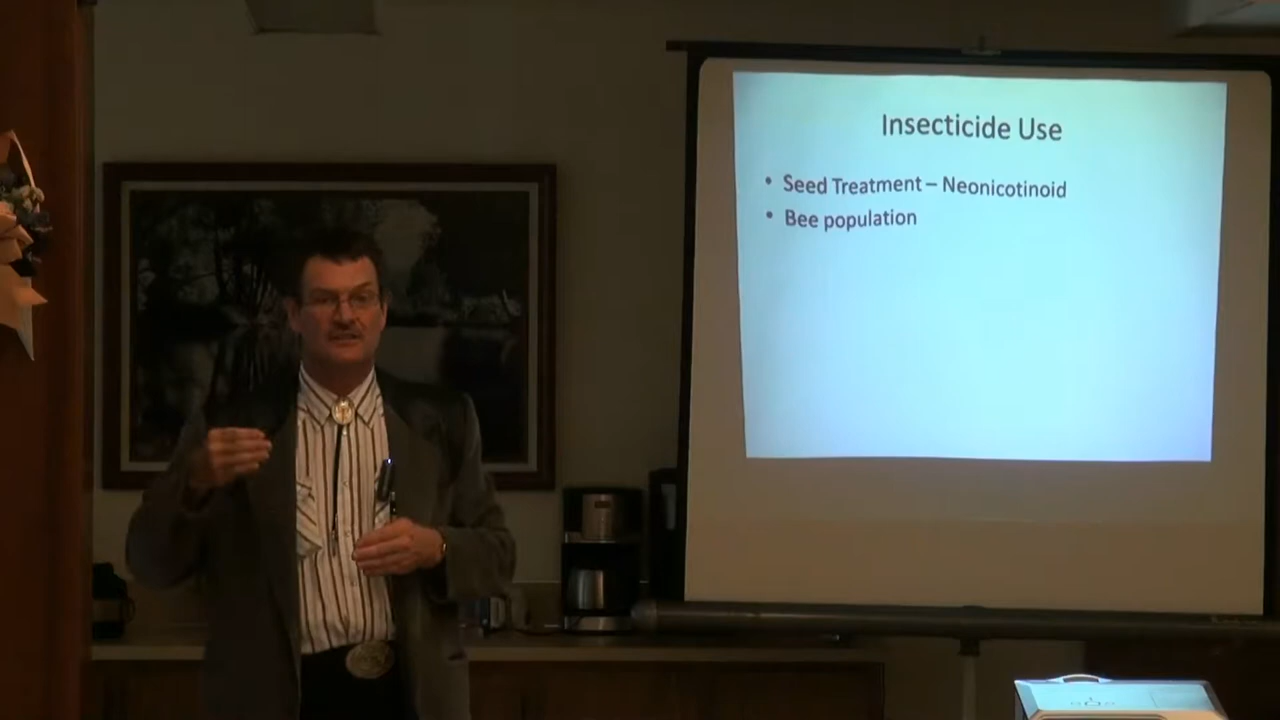 Insecticide Use
• Seed Treatment – Neonicotinoid
• Bee population